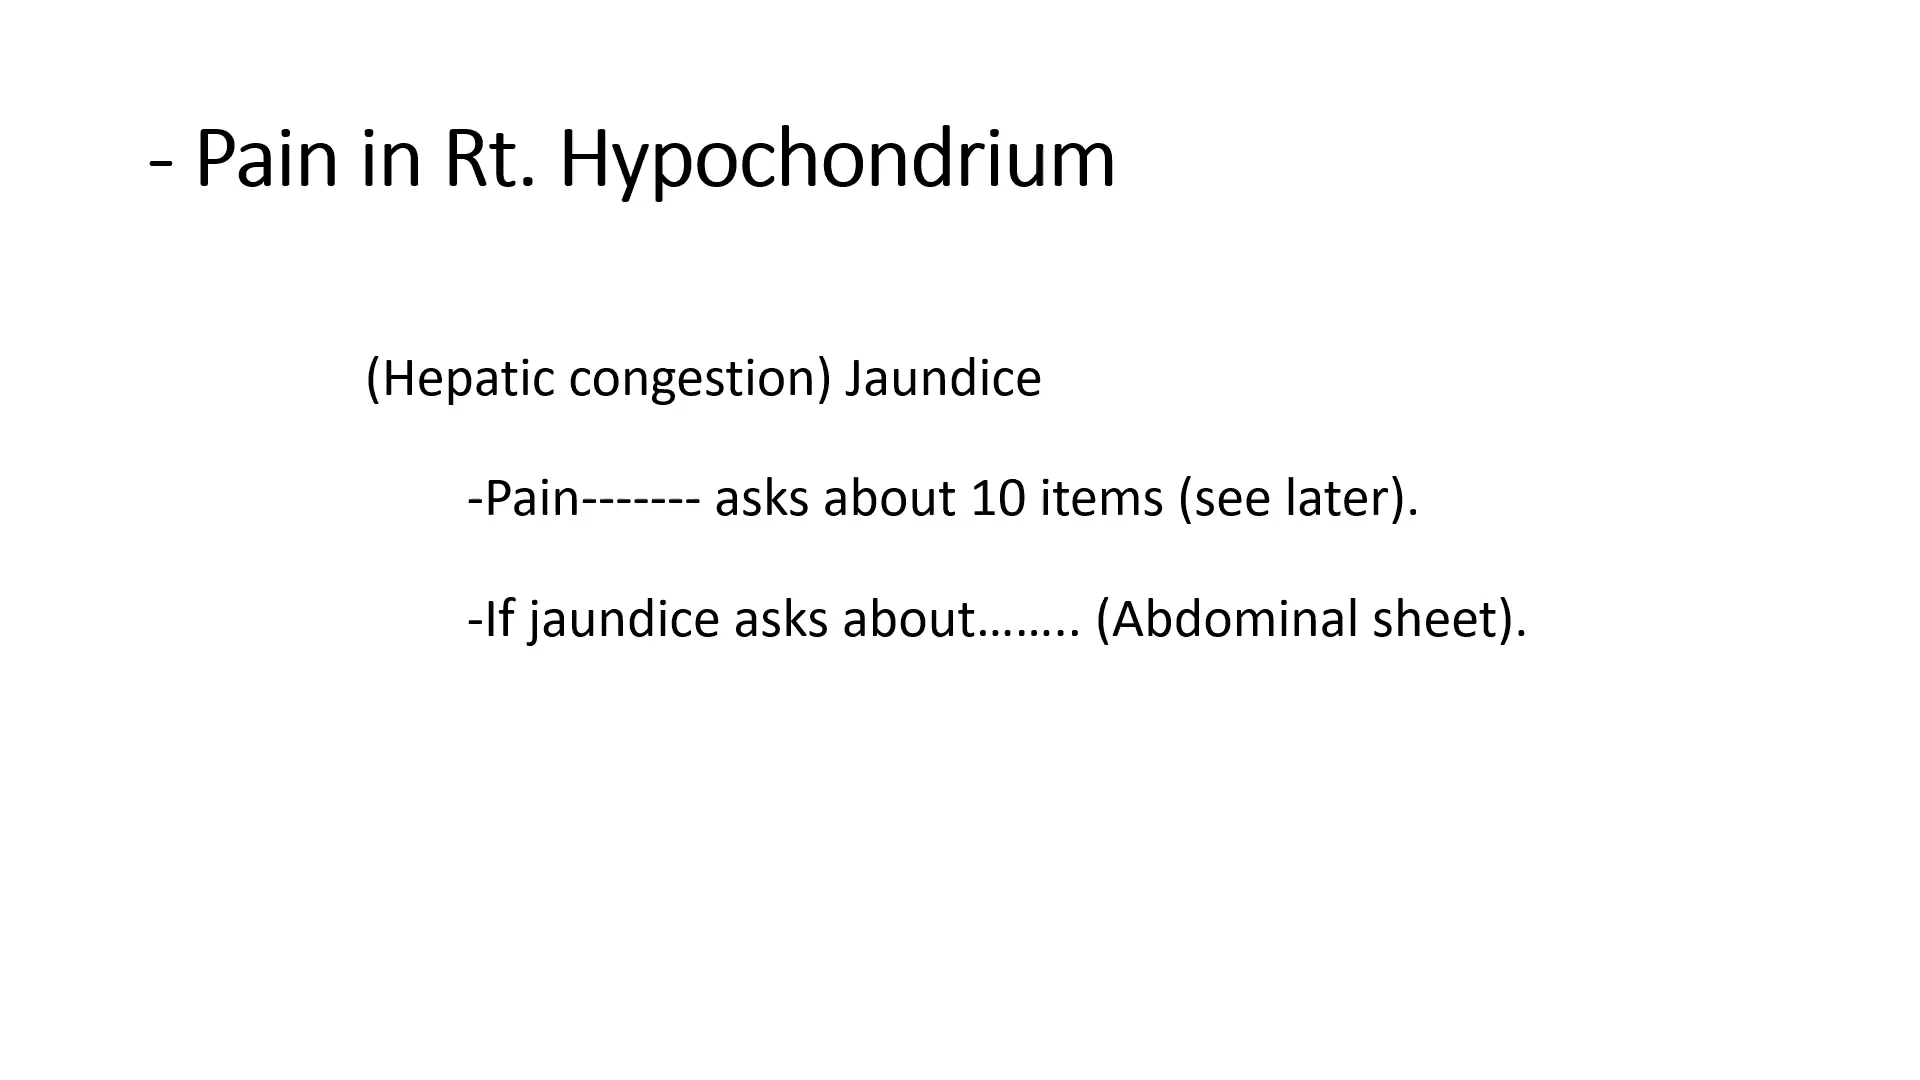 - Pain in Rt. Hypochondrium
(Hepatic congestion) Jaundice
-Pain------- asks about 10 items (see later).
-If jaundice asks about…….. (Abdominal sheet).